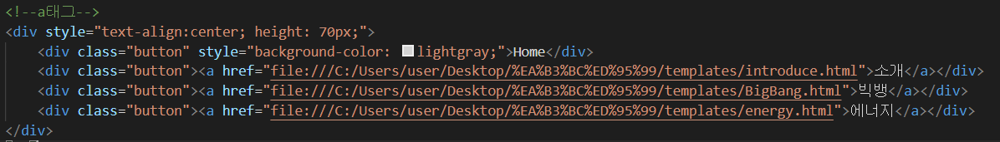 <!--a태그-->
<div style="text-align:center; height: 70px;">
<div class="button" style="background-color: lightgray;">Home</div>
<div class="button"><a href="file:///C:/Users/user/Desktop/%EA%B3%BC%ED%95%99/templates/introduce.html">소개</a></div>
<div class="button"><a href="file:///C:/Users/user/Desktop/%EA%B3%BC%ED%95%99/templates/BigBang.html">빅뱅</a></div>
<div class="button"><a href="file:///C:/Users/user/Desktop/%EA%B3%BC%ED%95%99/templates/energy.html">에너지</a></div>
</div>